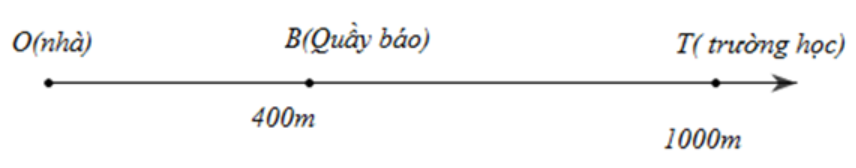 O(nhà)
B(Quầy báo)
T( trường học)
400m
1000m